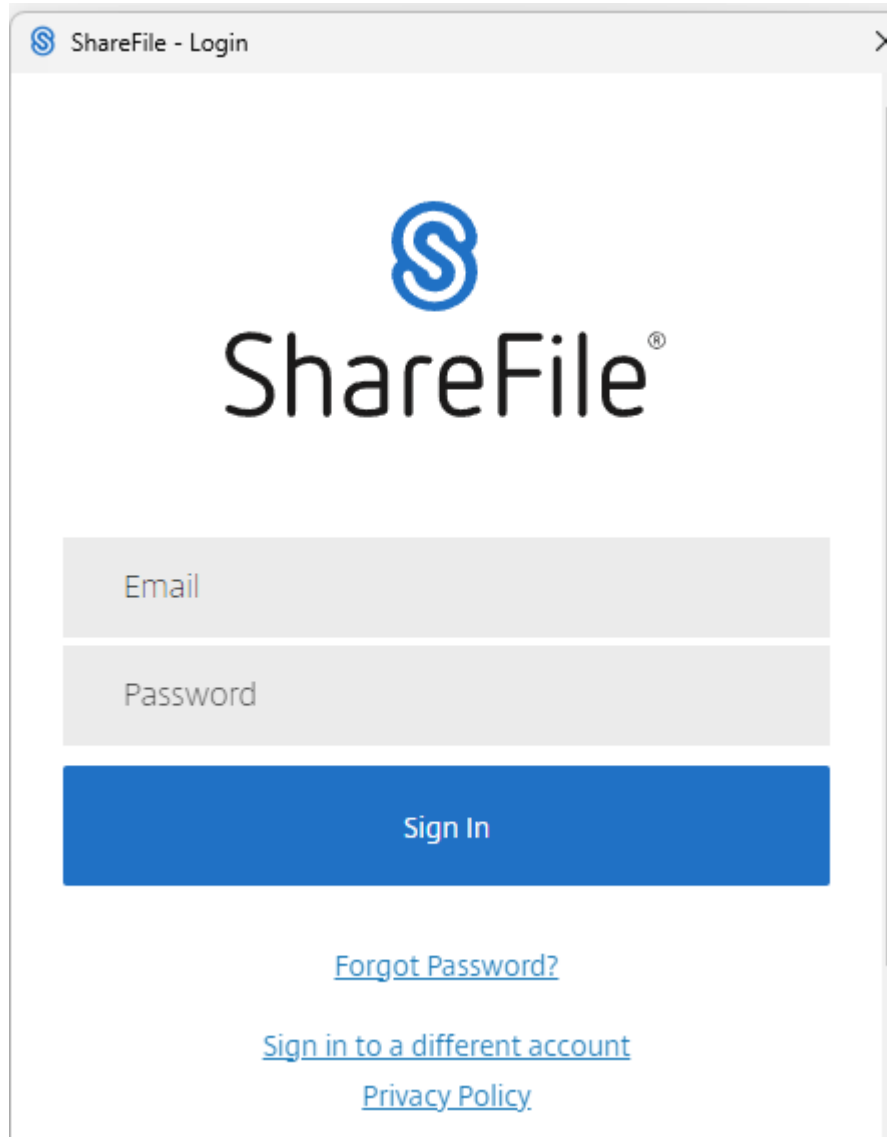 ShareFile - Login
ShareFile®
Email
Password
Sign In
Forgot Password?
Sign in to a different account
Privacy Policy